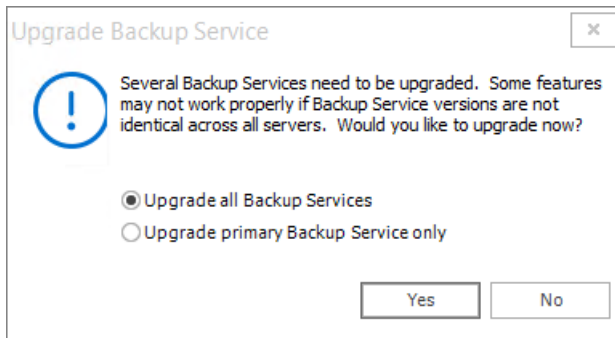 Upgrade Backup Service
Several Backup Services need to be upgraded.  Some features
may not work properly if Backup Service versions are not
identical across all servers.  Would you like to upgrade now?
Upgrade all Backup Services
Upgrade primary Backup Service only
Yes
No